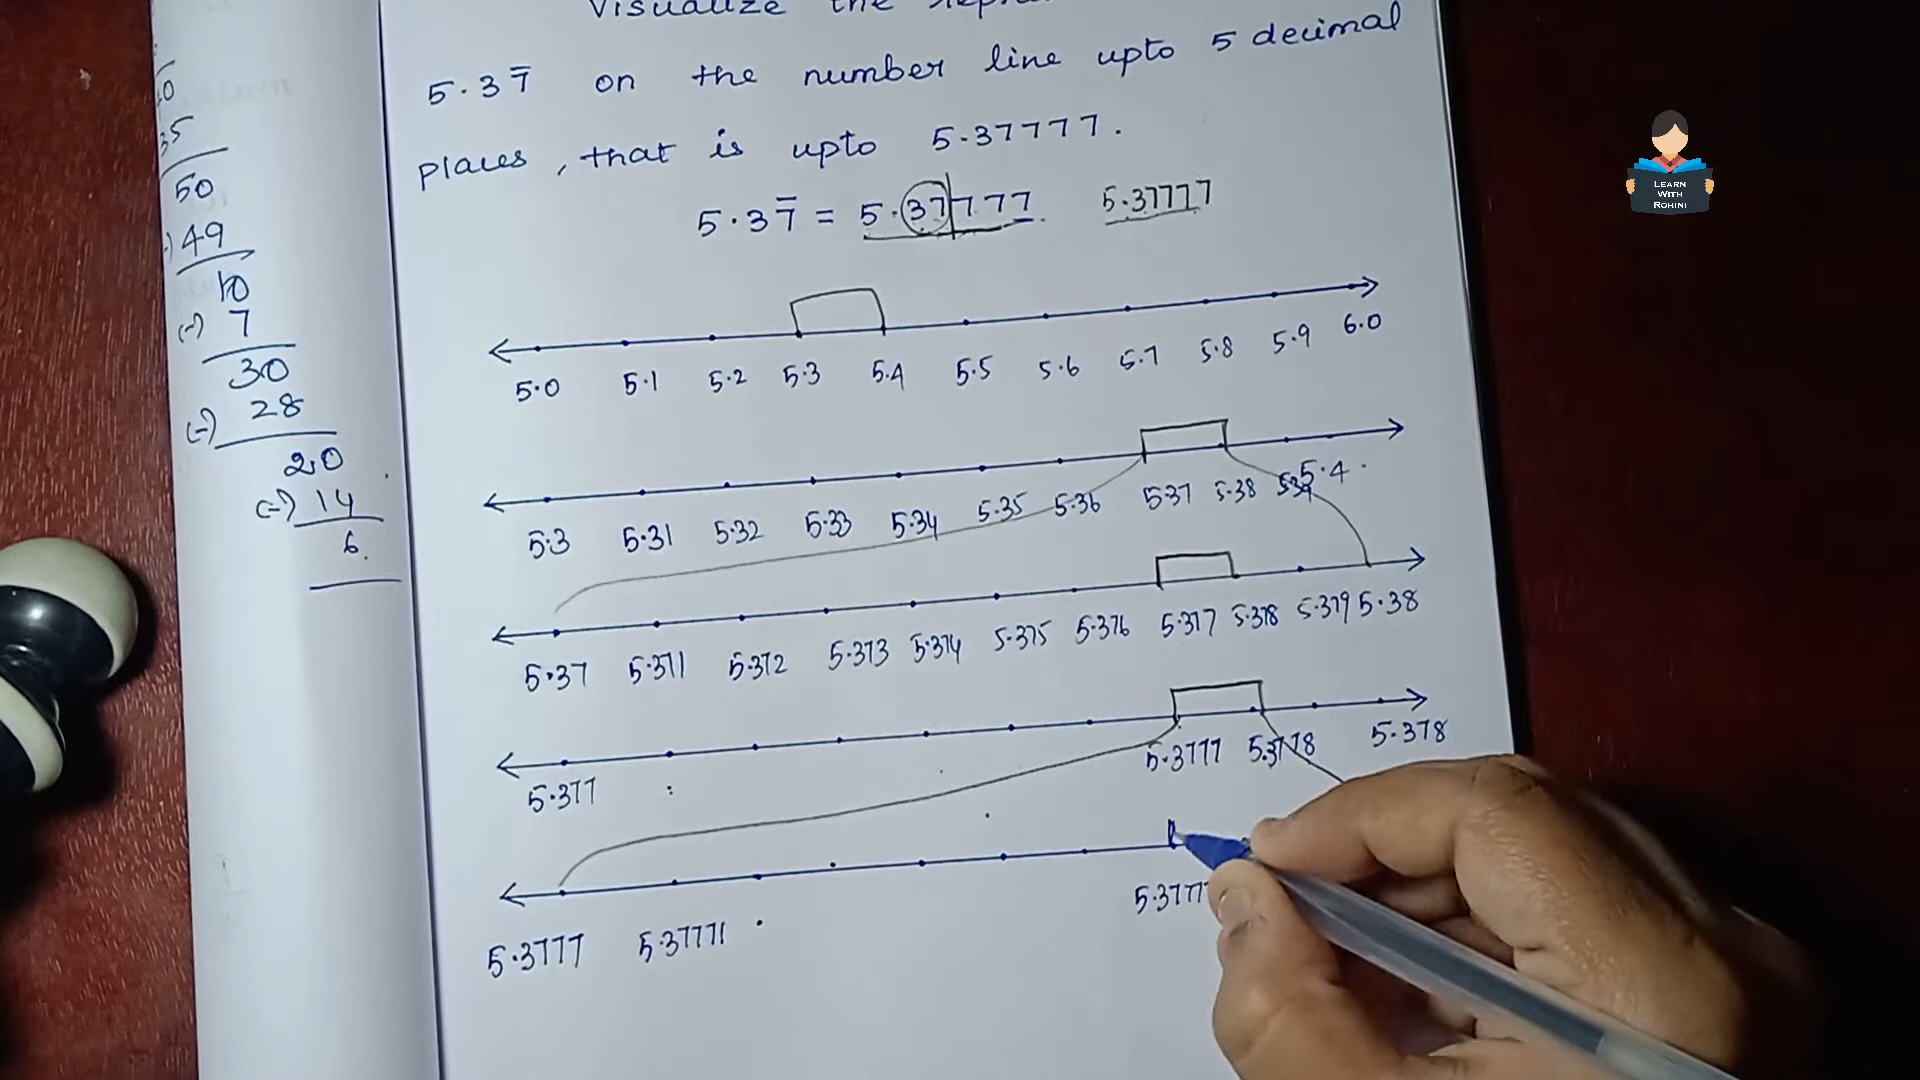 Visualize the
5.37̅ on the number line upto 5 decimal
places, that is upto 5.37777.
5.37̅ = 5.37777. 5.37777
5.0 5.1 5.2 5.3 5.4 5.5 5.6 5.7 5.8 5.9 6.0
5.3 5.31 5.32 5.33 5.34 5.35 5.36 5.37 5.38 5.39 5.4
5.37 5.371 5.372 5.373 5.374 5.375 5.376 5.377 5.378 5.379 5.38
5.377 5.3777 5.3778 5.378
5.3777 5.37771
35
50
(-) 49
10
(-) 7
30
(-) 28
20
(-) 14
6.
LEARN
WITH
ROHINI